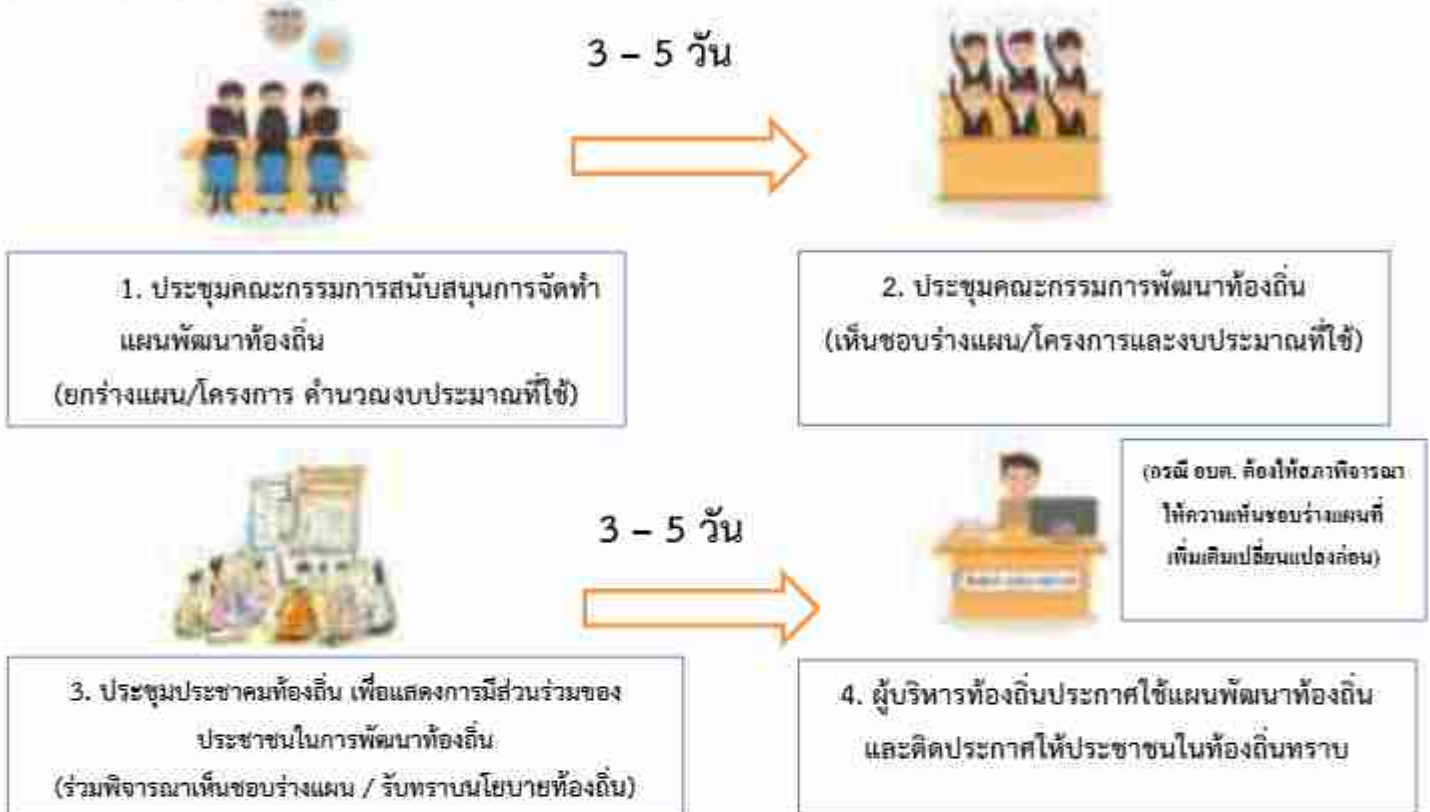 3 – 5 วัน
1. ประชุมคณะกรรมการสนับสนุนการจัดทำ
แผนพัฒนาท้องถิ่น
(ยกร่างแผน/โครงการ คำนวณงบประมาณที่ใช้)
2. ประชุมคณะกรรมการพัฒนาท้องถิ่น
(เห็นชอบร่างแผน/โครงการและงบประมาณที่ใช้)
3 – 5 วัน
(กรณี อบต. ต้องให้สภาพิจารณา
ให้ความเห็นชอบร่างแผนที่
เพิ่มเติมเปลี่ยนแปลงก่อน)
3. ประชุมประชาคมท้องถิ่น เพื่อแสดงการมีส่วนร่วมของ
ประชาชนในการพัฒนาท้องถิ่น
(ร่วมพิจารณาเห็นชอบร่างแผน / รับทราบนโยบายท้องถิ่น)
4. ผู้บริหารท้องถิ่นประกาศใช้แผนพัฒนาท้องถิ่น
และติดประกาศให้ประชาชนในท้องถิ่นทราบ